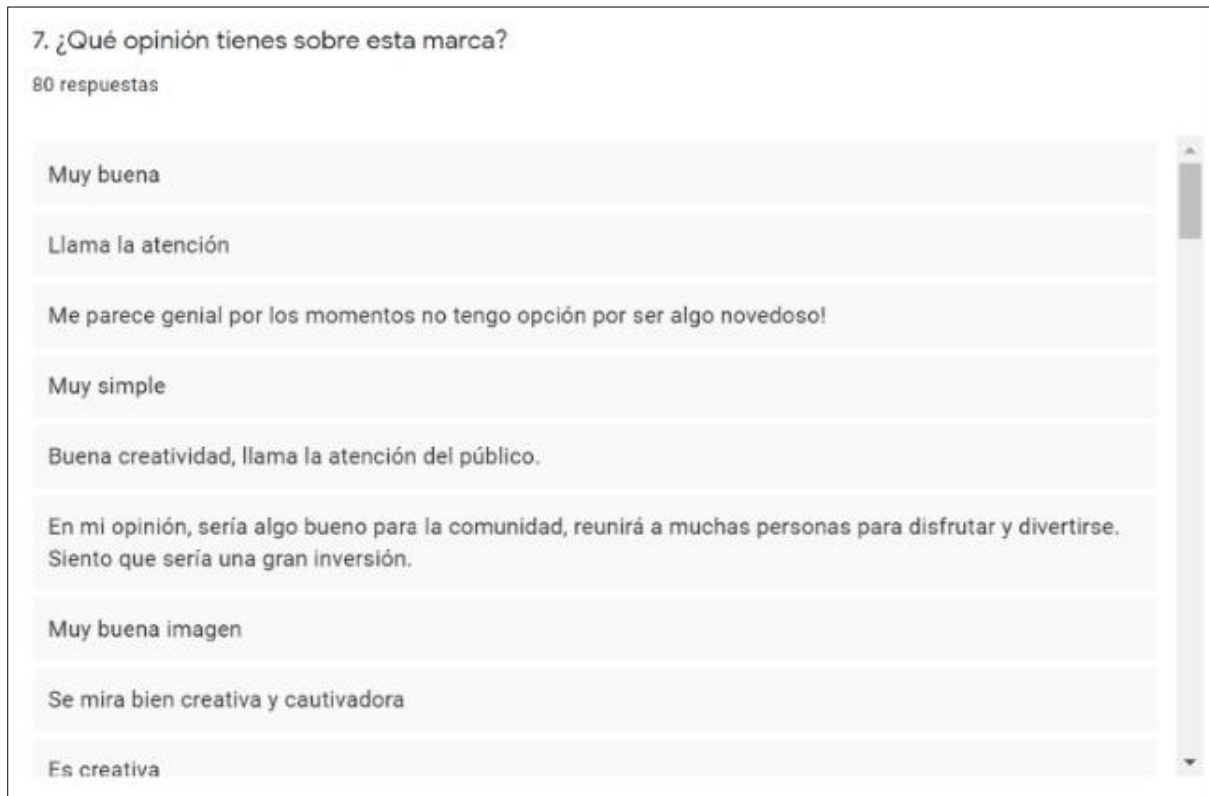 7. ¿Qué opinión tienes sobre esta marca?
80 respuestas
Muy buena
Llama la atención
Me parece genial por los momentos no tengo opción por ser algo novedoso!
Muy simple
Buena creatividad, llama la atención del público.
En mi opinión, sería algo bueno para la comunidad, reunirá a muchas personas para disfrutar y divertirse.
Siento que sería una gran inversión.
Muy buena imagen
Se mira bien creativa y cautivadora
Es creativa